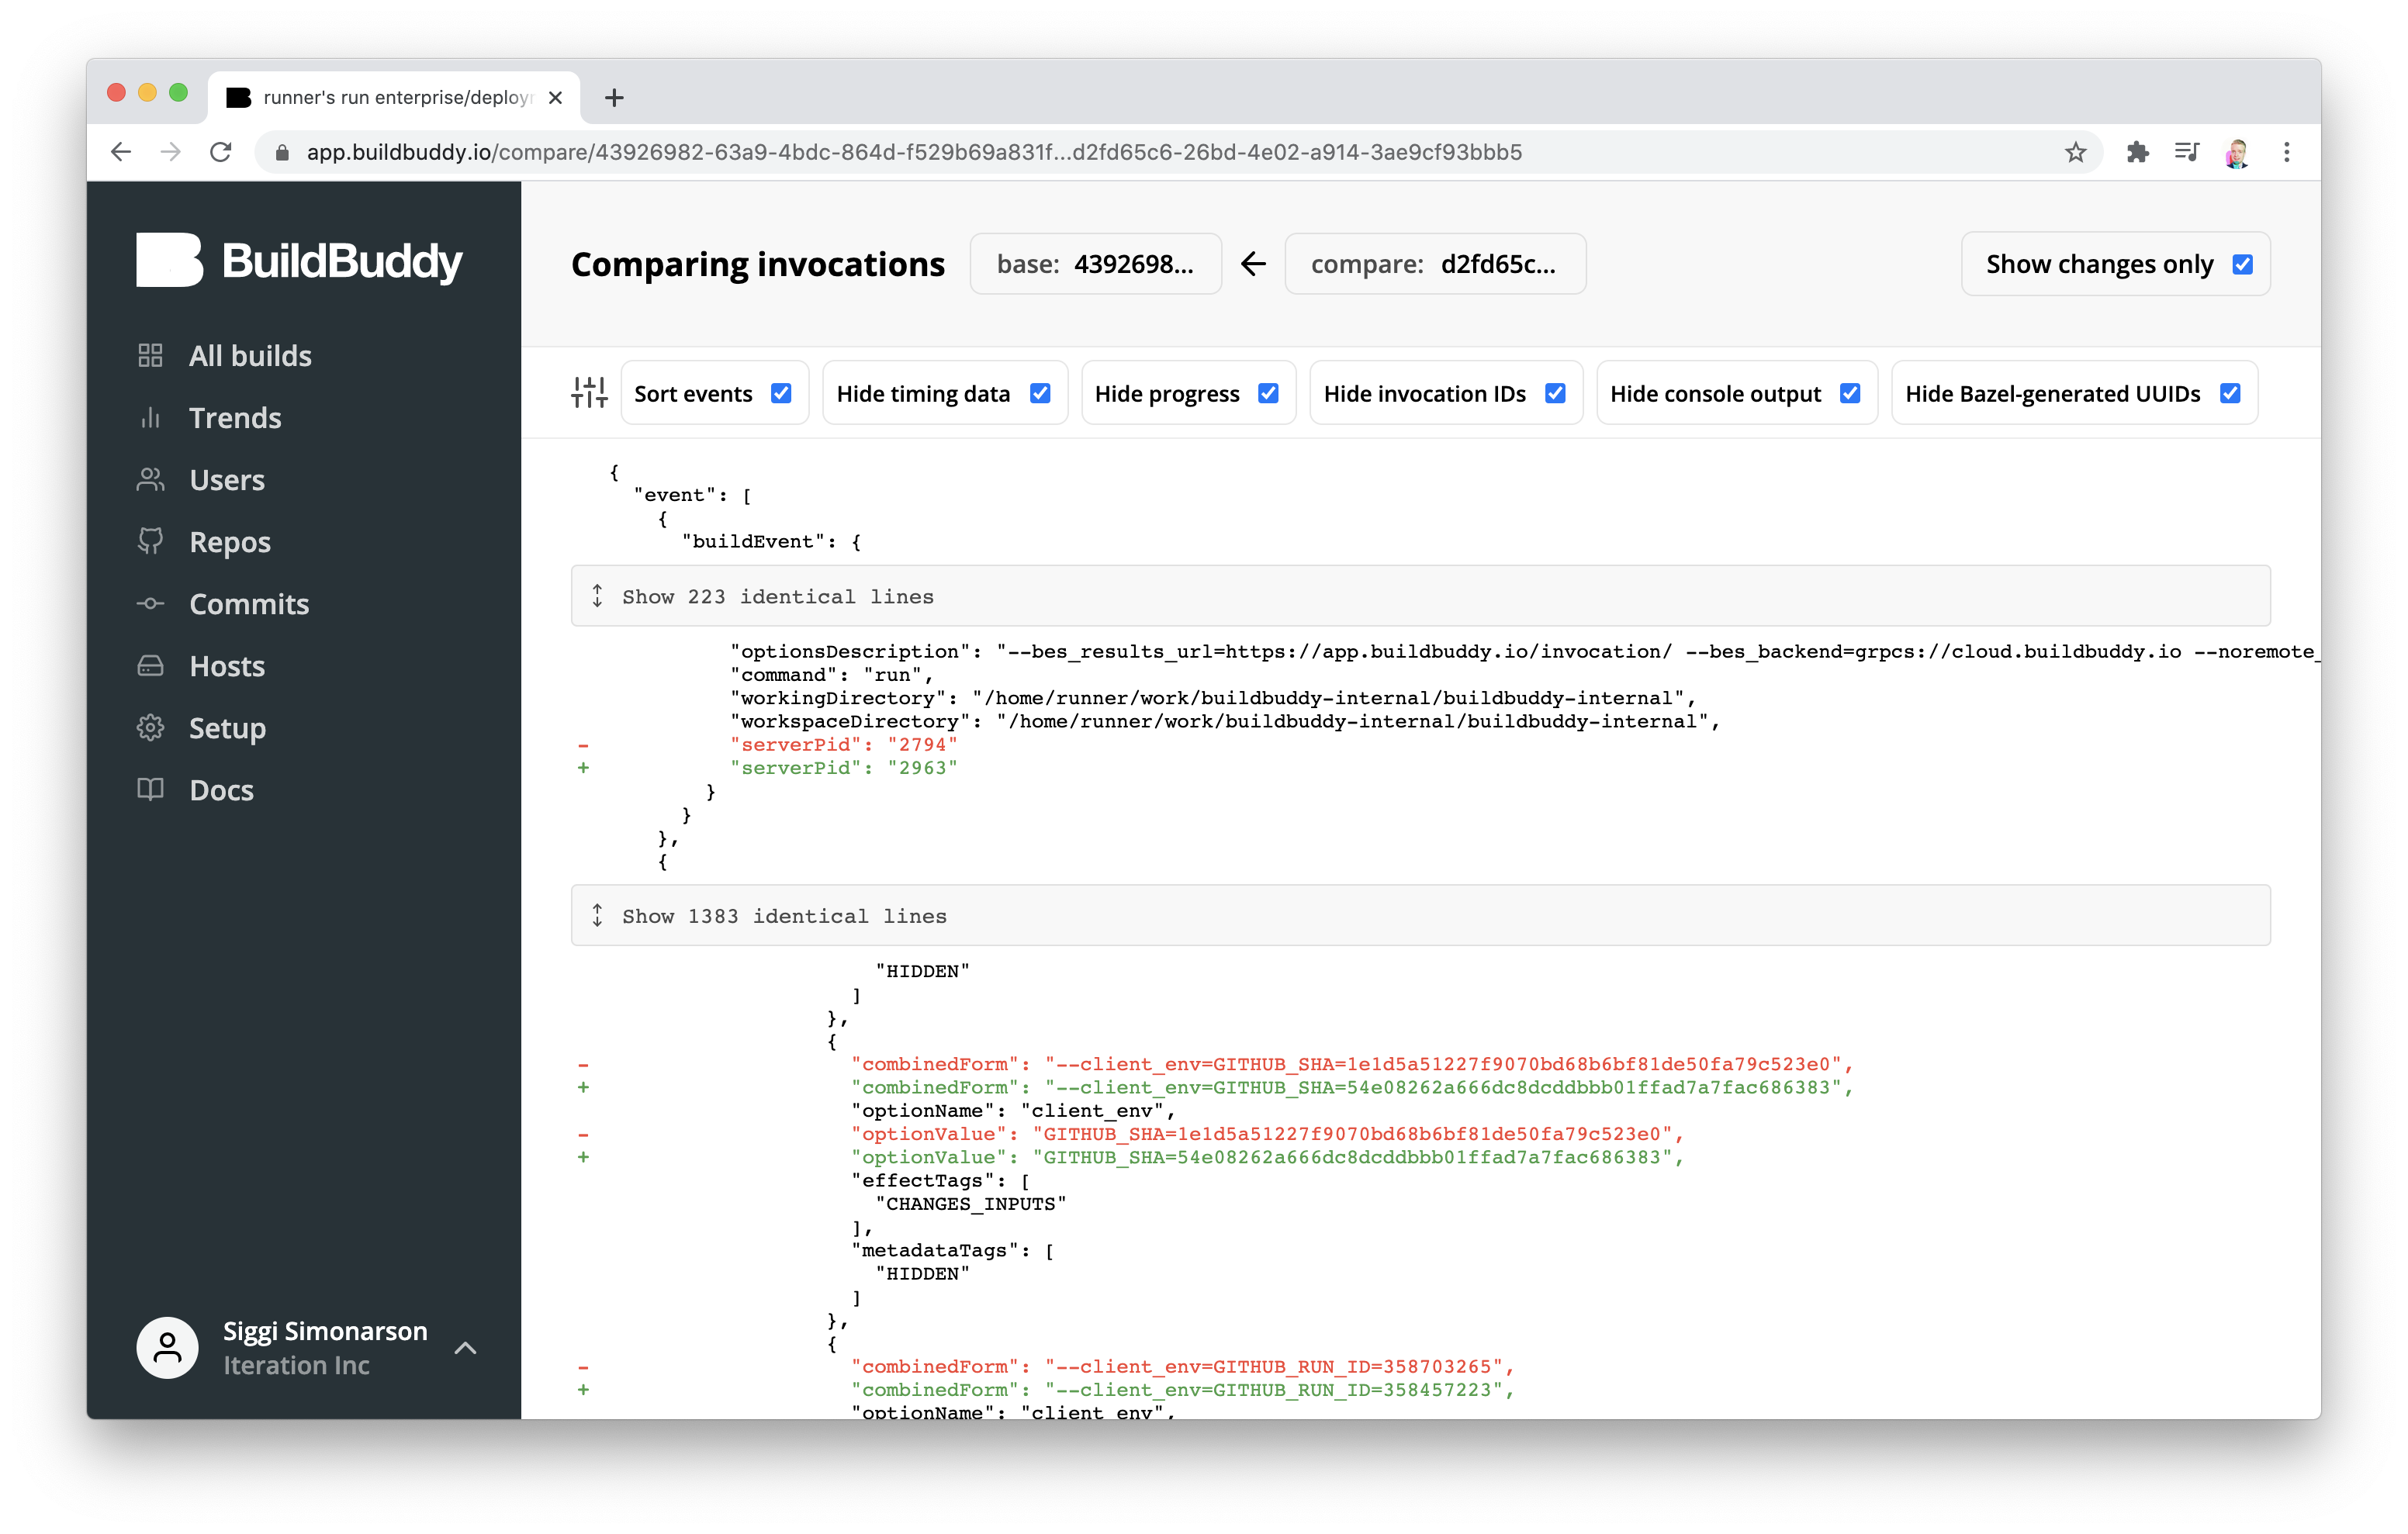 runner's run enterprise/deploy
app.buildbuddy.io/compare/43926982-63a9-4bdc-864d-f529b69a831f...d2fd65c6-26bd-4e02-a914-3ae9cf93bbb5
BuildBuddy
All builds
Trends
Users
Repos
Commits
Hosts
Setup
Docs
Siggi Simonarson
Iteration Inc
Comparing invocations base: 4392698... ← compare: d2fd65c... Show changes only
Sort events Hide timing data Hide progress Hide invocation IDs Hide console output Hide Bazel-generated UUIDs
{
"event": [
{
"buildEvent": {
Show 223 identical lines
"optionsDescription": "--bes_results_url=https://app.buildbuddy.io/invocation/ --bes_backend=grpcs://cloud.buildbuddy.io --noremote_
"command": "run",
"workingDirectory": "/home/runner/work/buildbuddy-internal/buildbuddy-internal",
"workspaceDirectory": "/home/runner/work/buildbuddy-internal/buildbuddy-internal",
- "serverPid": "2794"
+ "serverPid": "2963"
}
}
},
{
Show 1383 identical lines
"HIDDEN"
]
},
{
- "combinedForm": "--client_env=GITHUB_SHA=1e1d5a51227f9070bd68b6bf81de50fa79c523e0",
+ "combinedForm": "--client_env=GITHUB_SHA=54e08262a666dc8dcddbbb01ffad7a7fac686383",
"optionName": "client_env",
- "optionValue": "GITHUB_SHA=1e1d5a51227f9070bd68b6bf81de50fa79c523e0",
+ "optionValue": "GITHUB_SHA=54e08262a666dc8dcddbbb01ffad7a7fac686383",
"effectTags": [
"CHANGES_INPUTS"
],
"metadataTags": [
"HIDDEN"
]
},
{
- "combinedForm": "--client_env=GITHUB_RUN_ID=358703265",
+ "combinedForm": "--client_env=GITHUB_RUN_ID=358457223",
"optionName": "client_env",